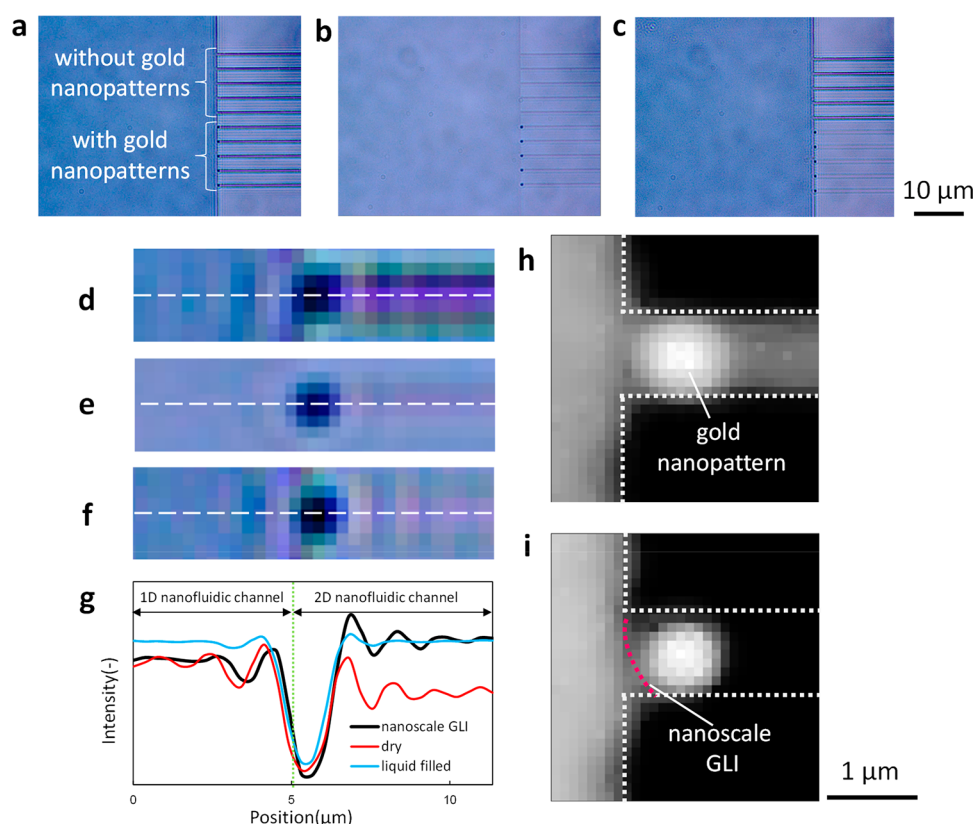 a
b
c
without gold
nanopatterns
with gold
nanopatterns
10 μm
d
e
f
g
1D nanofluidic channel
2D nanofluidic channel
Intensity(-)
nanoscale GLI
dry
liquid filled
0
5
10
Position(μm)
h
gold
nanopattern
i
nanoscale
GLI
1 μm